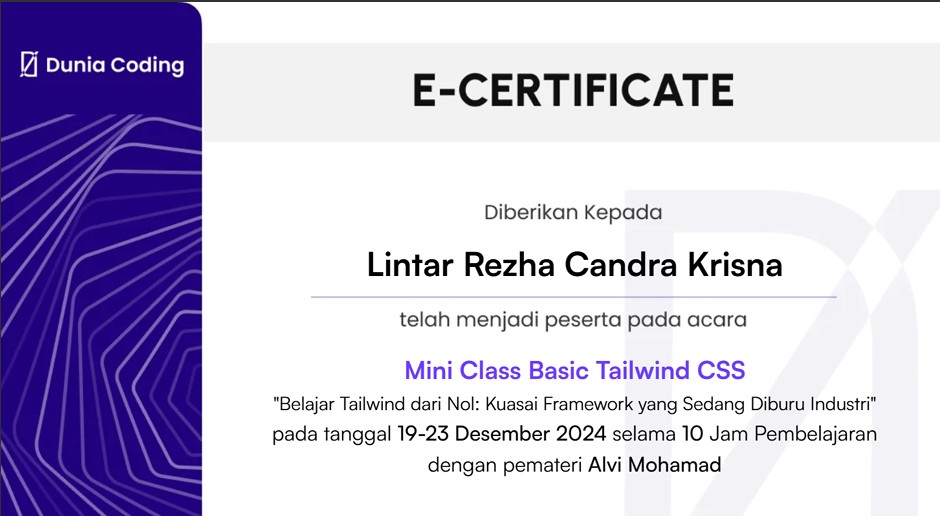 Dunia Coding
E-CERTIFICATE
Diberikan Kepada
Lintar Rezha Candra Krisna
telah menjadi peserta pada acara
Mini Class Basic Tailwind CSS
"Belajar Tailwind dari Nol: Kuasai Framework yang Sedang Diburu Industri"
pada tanggal 19-23 Desember 2024 selama 10 Jam Pembelajaran
dengan pemateri Alvi Mohamad